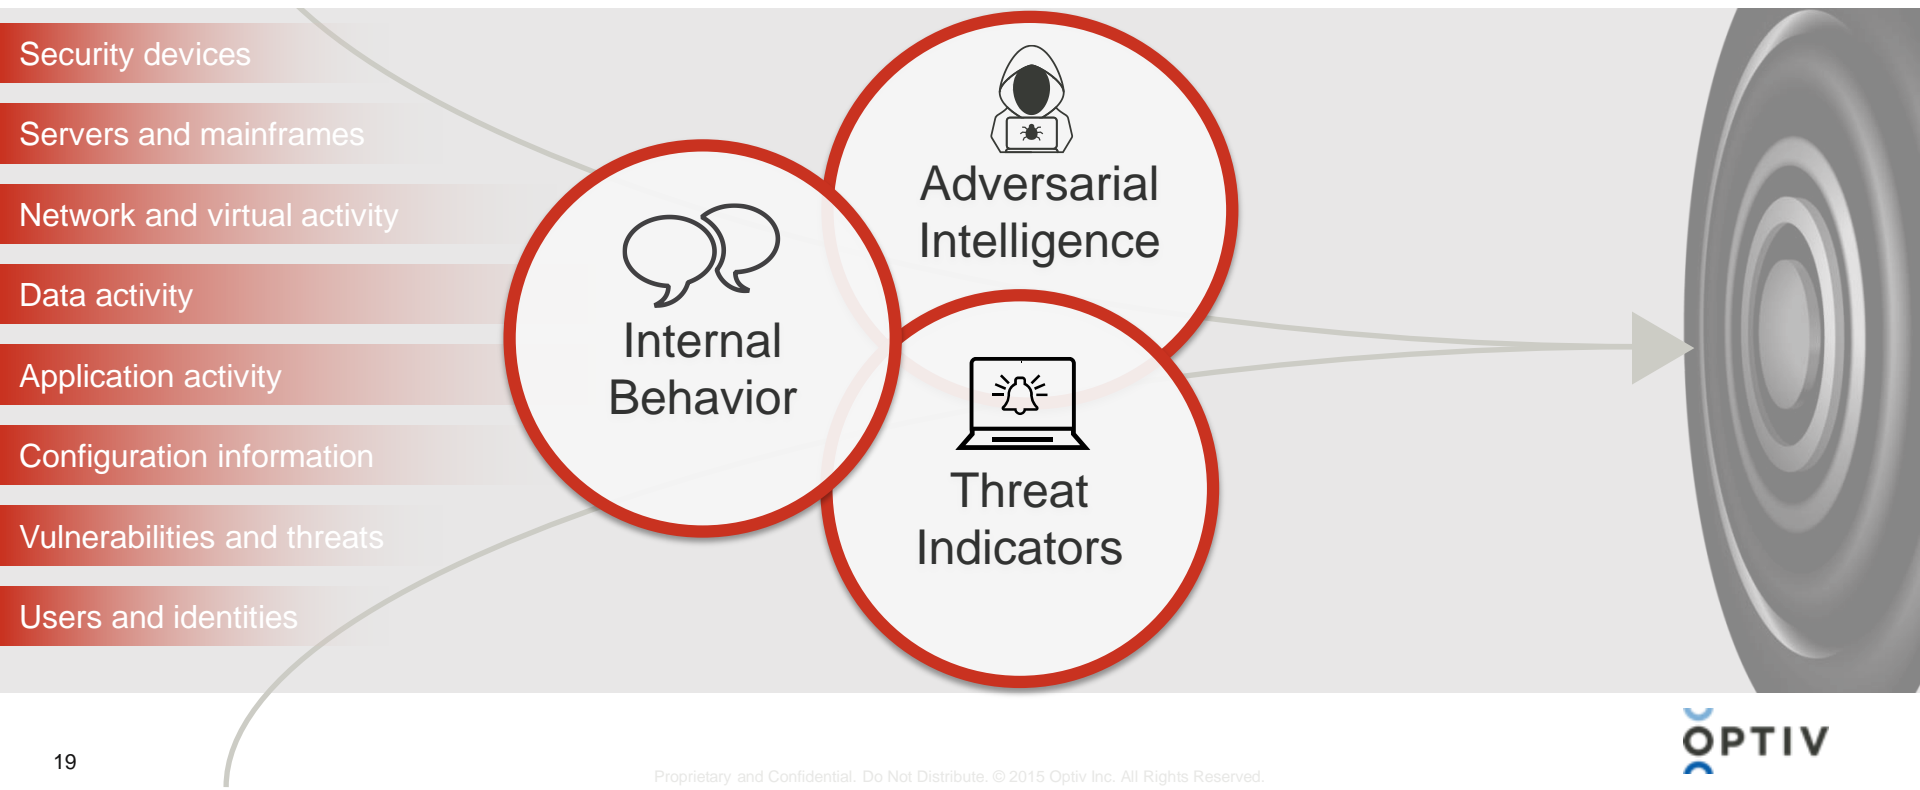 Security devices
Servers and mainframes
Network and virtual activity
Data activity
Application activity
Configuration information
Vulnerabilities and threats
Users and identities
Internal
Behavior
Adversarial
Intelligence
Threat
Indicators
19
Proprietary and Confidential. Do Not Distribute. © 2015 Optiv Inc. All Rights Reserved.
OPTIV